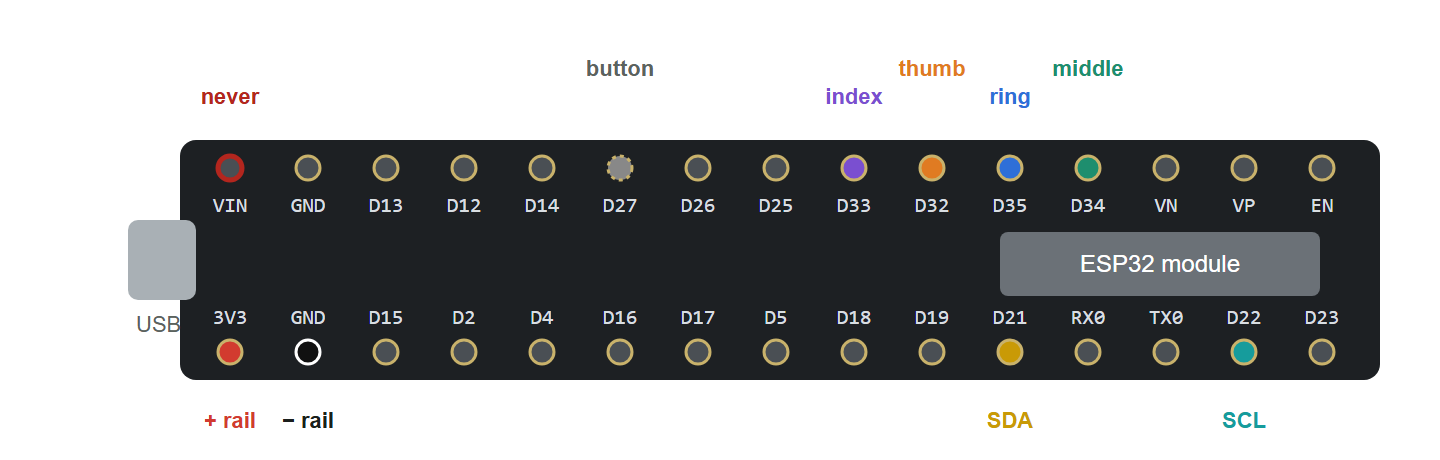 button thumb middle
never index ring
VIN GND D13 D12 D14 D27 D26 D25 D33 D32 D35 D34 VN VP EN
ESP32 module
3V3 GND D15 D2 D4 D16 D17 D5 D18 D19 D21 RX0 TX0 D22 D23
USB
+ rail − rail SDA SCL